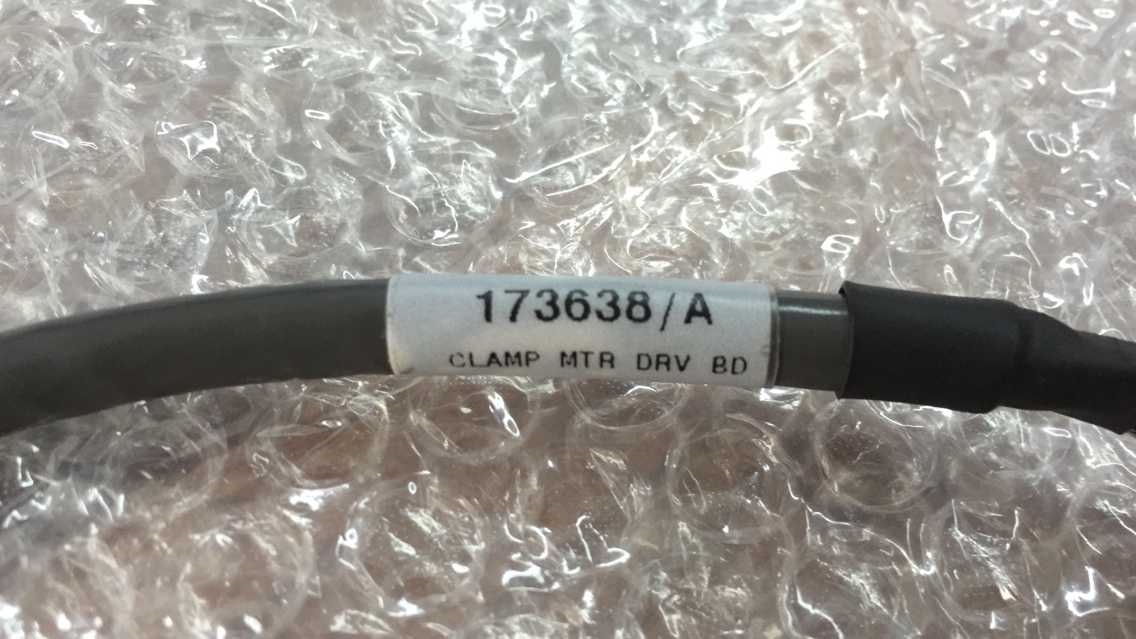 173638/A
CLAMP MTR DRV BD